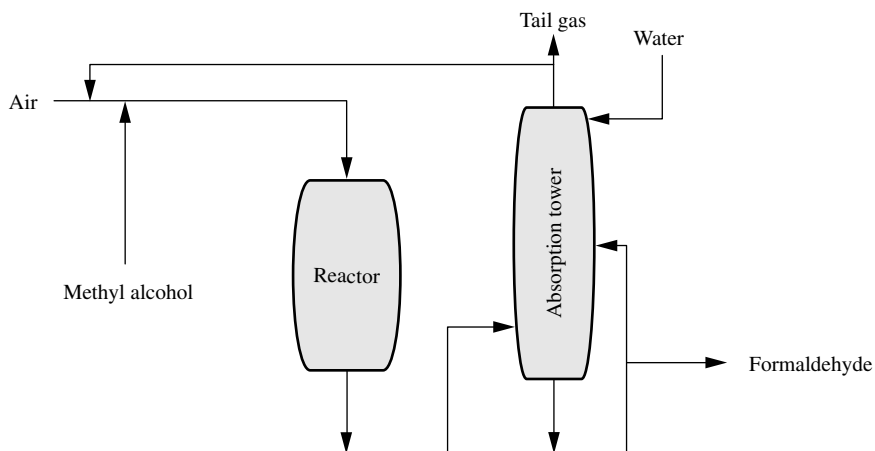 Tail gas
Water
Air
Methyl alcohol
Reactor
Absorption tower
Formaldehyde